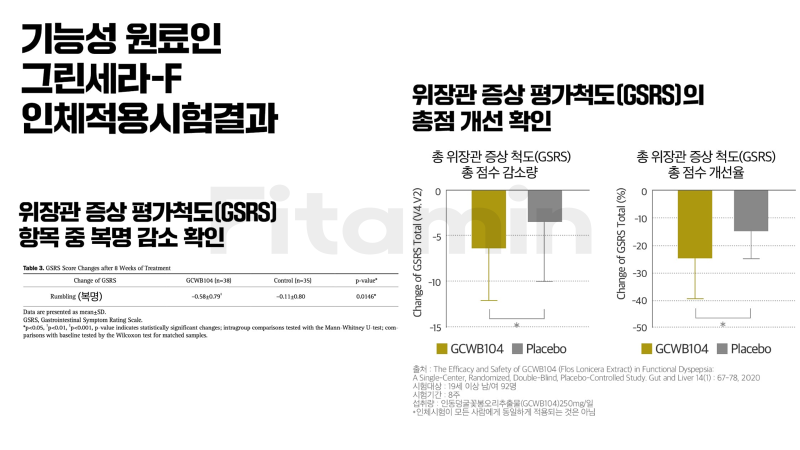 기능성 원료인
그린세라-F
인체적용시험결과
위장관 증상 평가척도(GSRS)
항목 중 복명 감소 확인
Table 3. GSRS Score Changes after 8 Weeks of Treatment
Change of GSRS GCWB104 (n=38) Control (n=35) p-value*
Rumbling (복명) −0.58±0.79† −0.11±0.80 0.0146*
Data are presented as mean±SD.
GSRS, Gastrointestinal Symptom Rating Scale.
*p<0.05, †p<0.01, ‡p<0.001, p-value indicates statistically significant changes; intragroup comparisons tested with the Mann-Whitney U-test; com-
parisons with baseline tested by the Wilcoxon test for matched samples.
Fitamin
위장관 증상 평가척도(GSRS)의
총점 개선 확인
총 위장관 증상 척도(GSRS)
총 점수 감소량
Change of GSRS Total (V4,V2)
0
-5
-10
-15
*
GCWB104 Placebo
총 위장관 증상 척도(GSRS)
총 점수 개선율
Change of GSRS Total (%)
0
-10
-20
-30
-40
-50
*
GCWB104 Placebo
출처 : The Efficacy and Safety of GCWB104 (Flos Lonicera Extract) in Functional Dyspepsia:
A Single-Center, Randomized, Double-Blind, Placebo-Controlled Study. Gut and Liver 14(1) : 67-78, 2020
시험대상 : 19세 이상 남/여 92명
시험기간 : 8주
섭취량 : 인동덩굴꽃봉오리추출물(GCWB104)250mg/일
*인체시험이 모든 사람에게 동일하게 적용되는 것은 아님